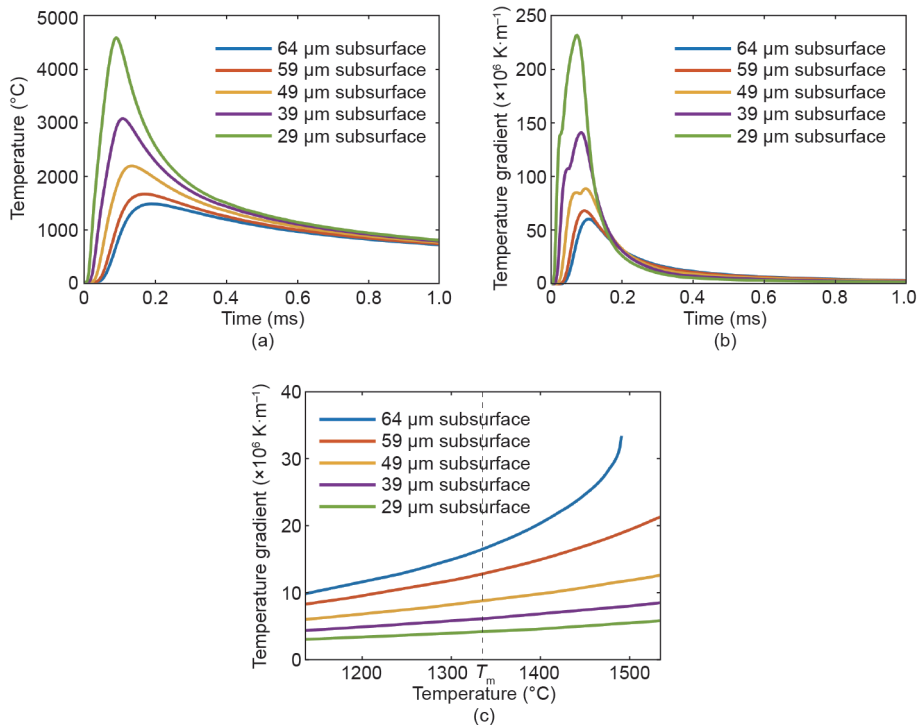 5000
4000
3000
2000
1000
0
Temperature (°C)
64 μm subsurface
59 μm subsurface
49 μm subsurface
39 μm subsurface
29 μm subsurface
0
0.2
0.4
0.6
0.8
1.0
Time (ms)
(a)
250
200
150
100
50
0
Temperature gradient (×10⁶ K·m⁻¹)
64 μm subsurface
59 μm subsurface
49 μm subsurface
39 μm subsurface
29 μm subsurface
0
0.2
0.4
0.6
0.8
1.0
Time (ms)
(b)
40
30
20
10
0
Temperature gradient (×10⁶ K·m⁻¹)
64 μm subsurface
59 μm subsurface
49 μm subsurface
39 μm subsurface
29 μm subsurface
1200
1300
Tₘ
1400
1500
Temperature (°C)
(c)